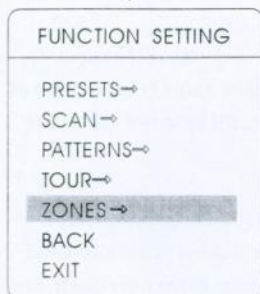 FUNCTION SETTING
PRESETS→
SCAN→
PATTERNS→
TOUR→
ZONES→
BACK
EXIT